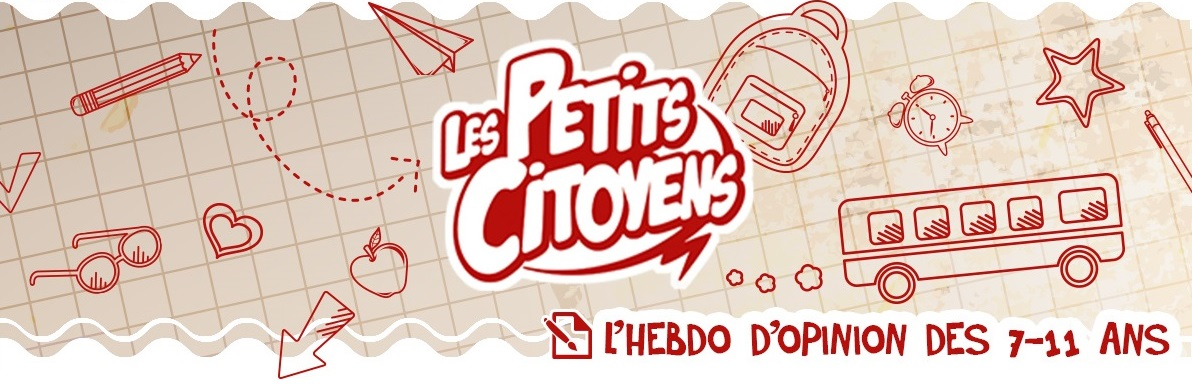 LES PETITS
CITOYENS
L'HEBDO D'OPINION DES 7-11 ANS